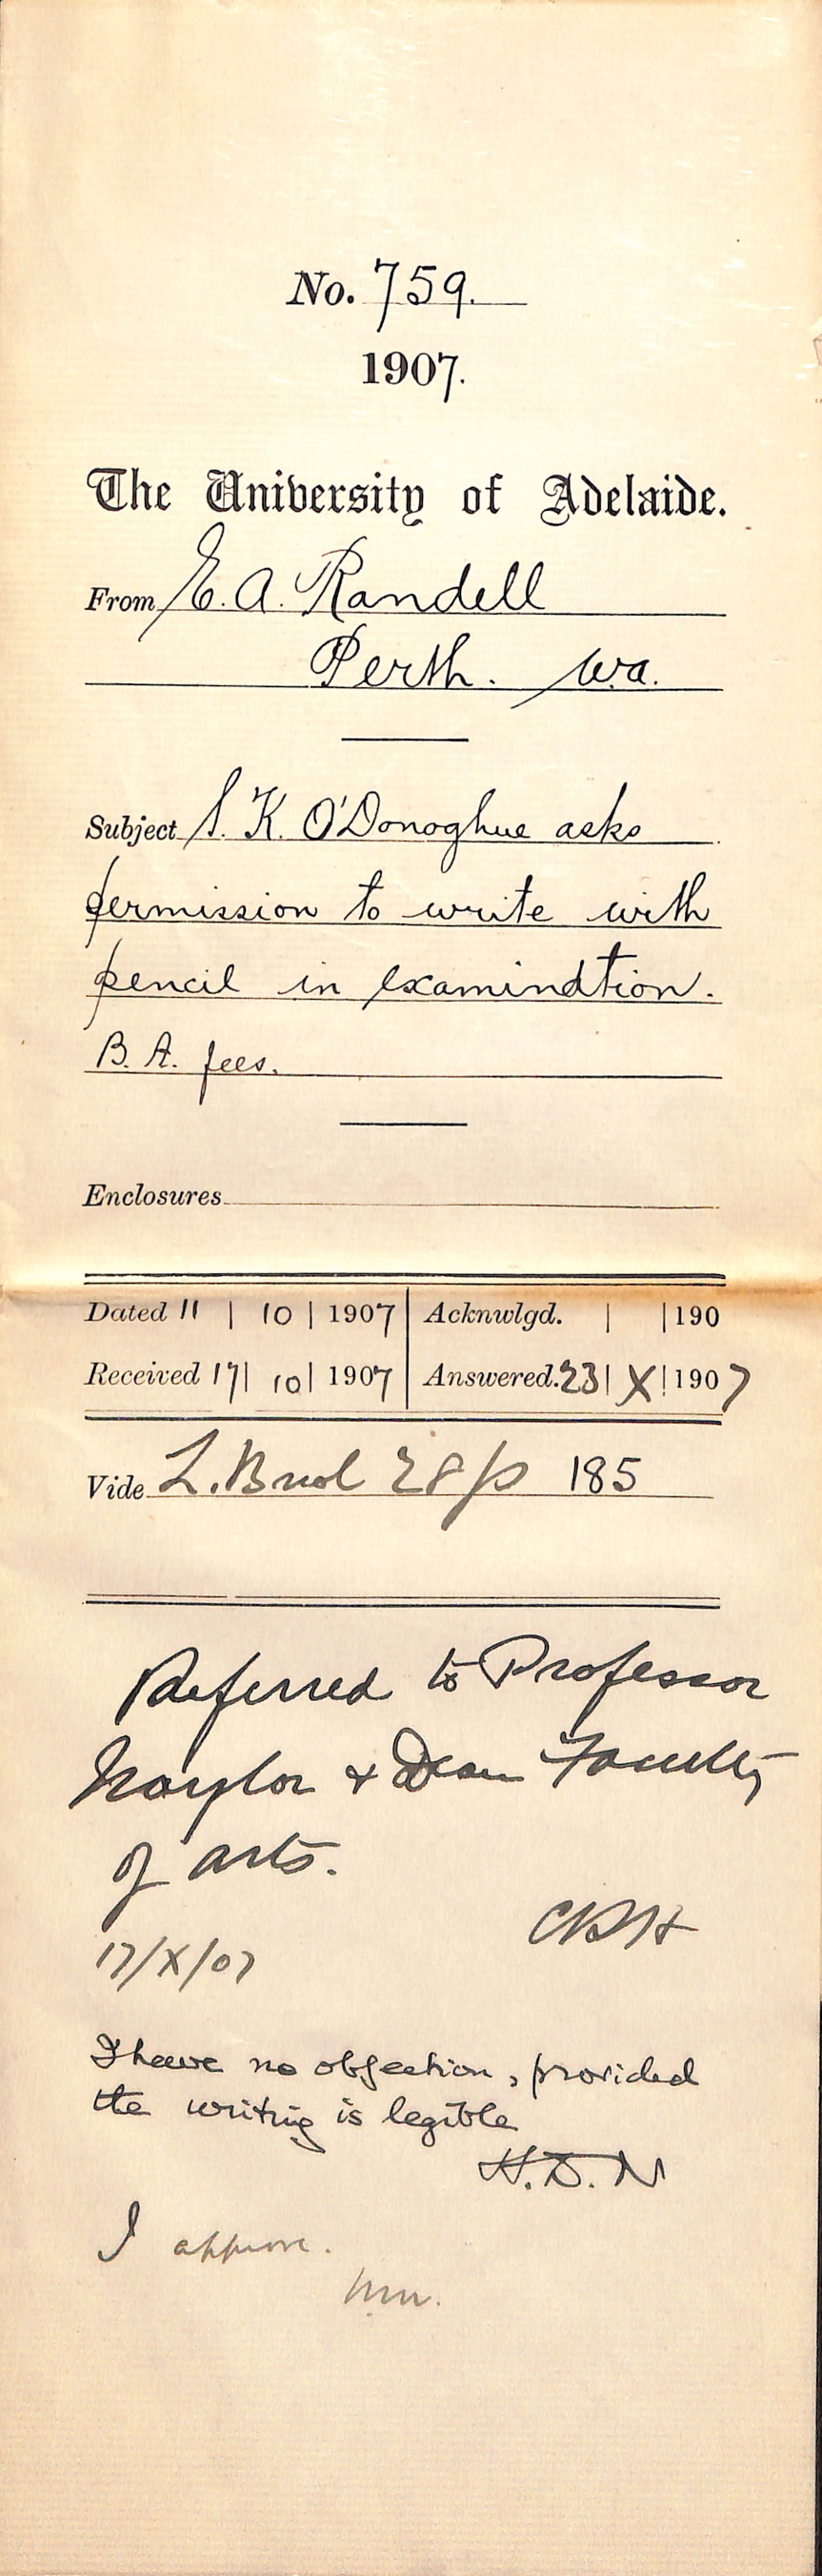 No. 759.
1907.
The University of Adelaide.
From E. A. Randell
Perth. W.A.
Subject S. K. O'Donoghue asks
permission to write with
pencil in examination.
B. A. fees.
Enclosures
Dated 11 | 10 | 1907 Acknwlgd. | |190
Received 17| 10| 1907 Answered. 23| X |1907
Vide L. 28/p 185
Referred to Professor
Naylor & Dean Faculty
of Arts.
17/X/07
I have no objection, provided
the writing is legible
H. D. N
I approve.